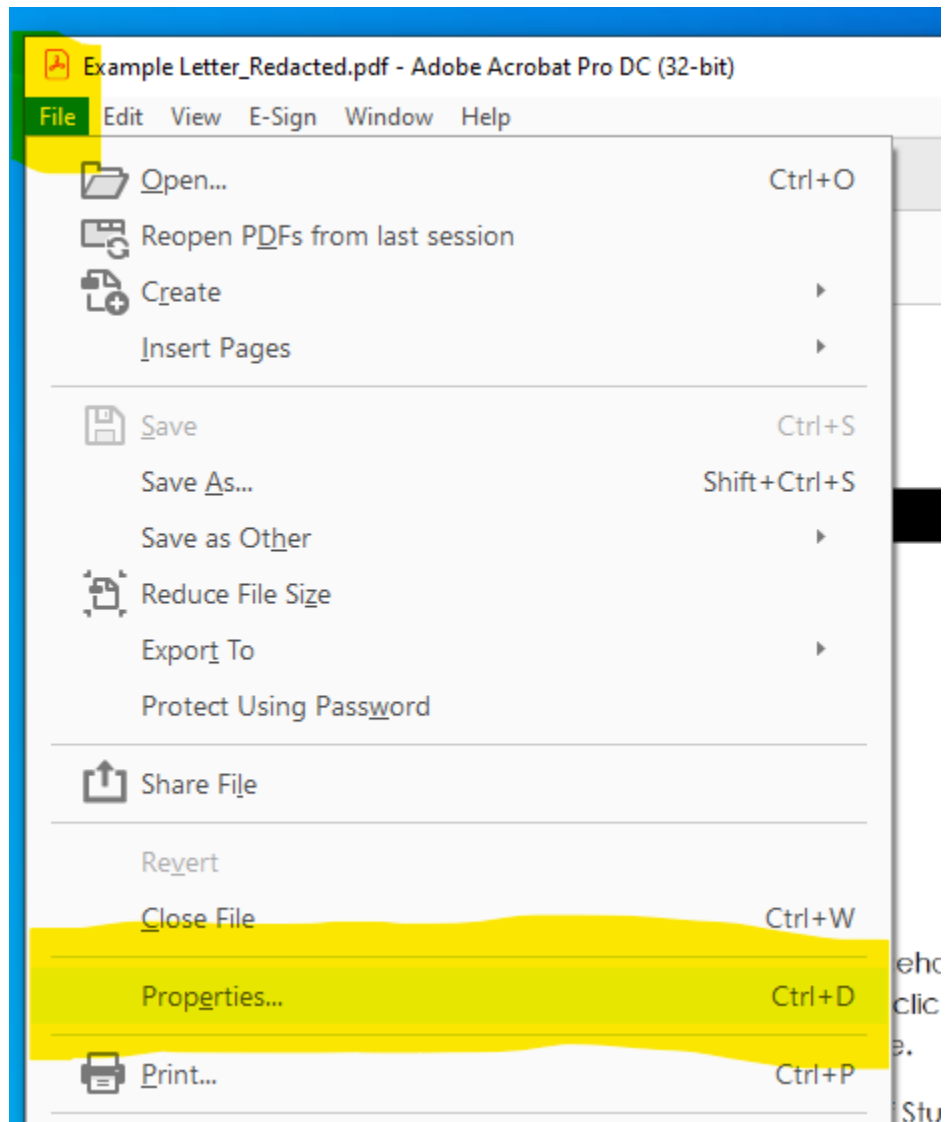 Example Letter_Redacted.pdf - Adobe Acrobat Pro DC (32-bit)
File Edit View E-Sign Window Help
Open... Ctrl+O
Reopen PDFs from last session
Create
Insert Pages
Save Ctrl+S
Save As... Shift+Ctrl+S
Save as Other
Reduce File Size
Export To
Protect Using Password
Share File
Revert
Close File Ctrl+W
Properties... Ctrl+D
Print... Ctrl+P